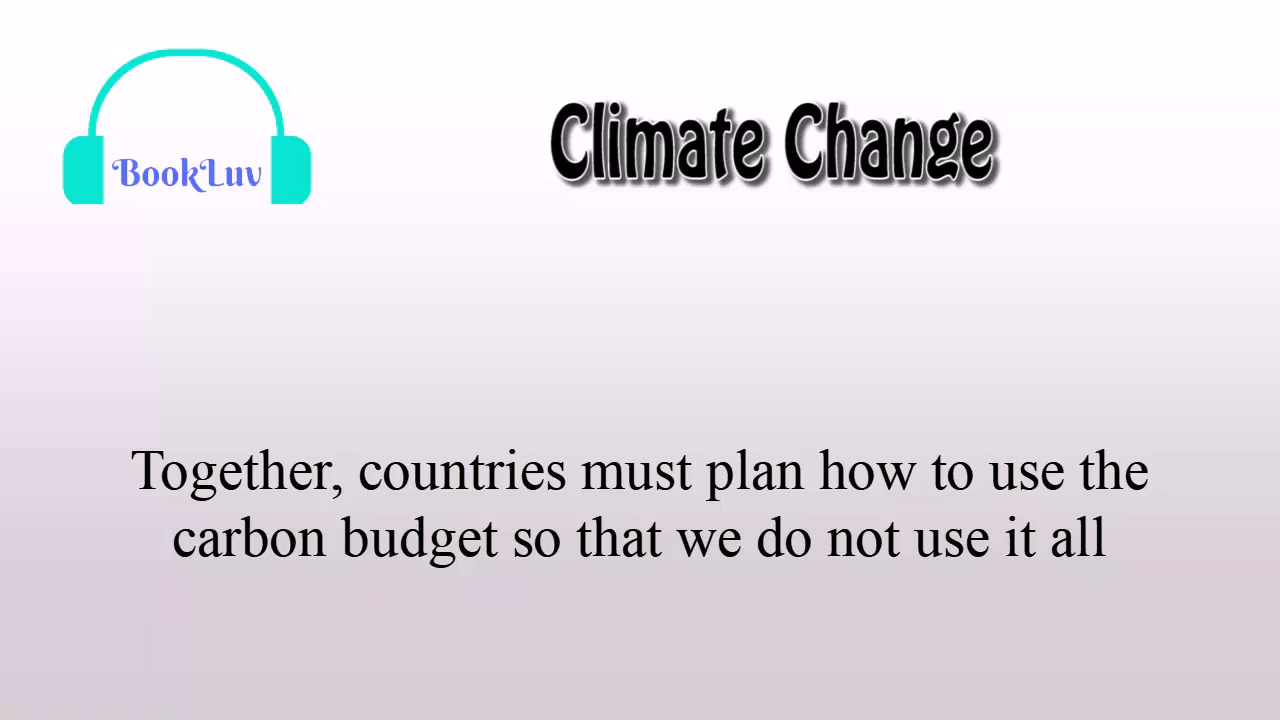 BookLuv
Climate Change
Together, countries must plan how to use the
carbon budget so that we do not use it all